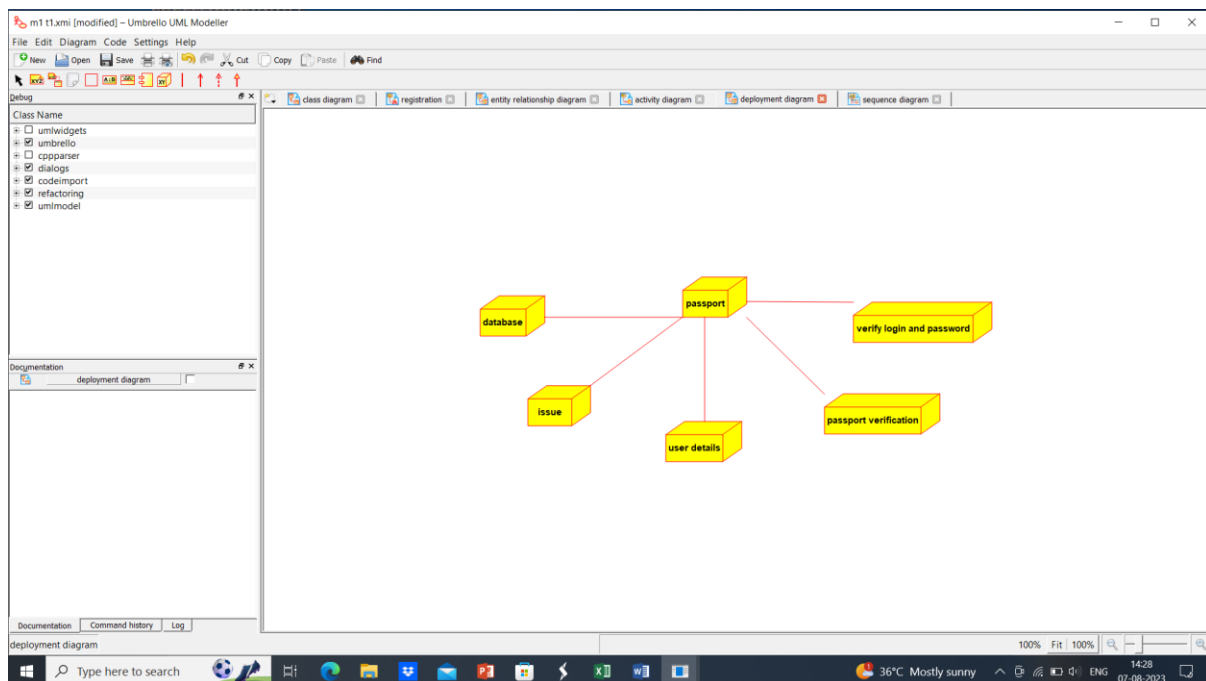 m1 t1.xmi [modified] – Umbrello UML Modeller
File Edit Diagram Code Settings Help
New Open Save Cut Copy Paste Find
Debug
class diagram registration entity relationship diagram activity diagram deployment diagram sequence diagram
Class Name
umlwidgets
umbrello
cppparser
dialogs
codeimport
refactoring
umlmodel
passport
database
verify login and password
issue
passport verification
user details
Documentation
deployment diagram
Documentation Command history Log
deployment diagram
100% Fit 100%
Type here to search
36°C Mostly sunny
ENG
14:28
07-08-2023